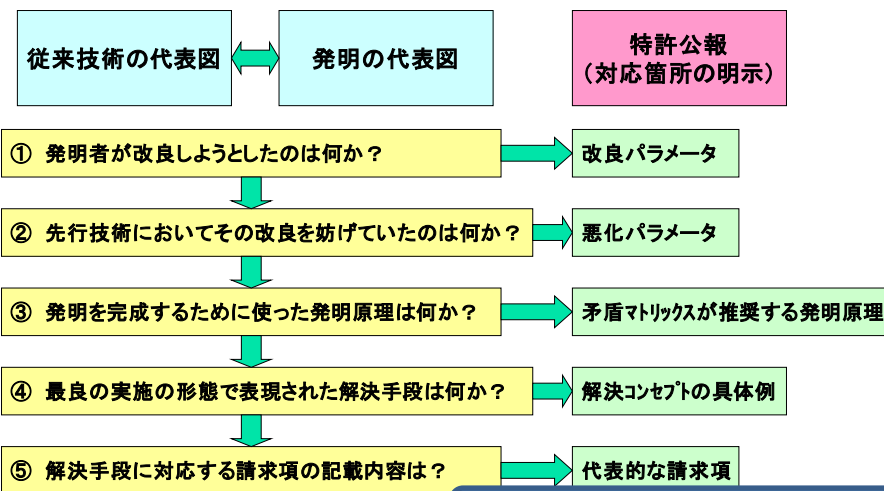 従来技術の代表図
発明の代表図
特許公報
（対応箇所の明示）
① 発明者が改良しようとしたのは何か？
改良パラメータ
② 先行技術においてその改良を妨げていたのは何か？
悪化パラメータ
③ 発明を完成するために使った発明原理は何か？
矛盾ﾏﾄﾘｯｸｽが推奨する発明原理
④ 最良の実施の形態で表現された解決手段は何か？
解決ｺﾝｾﾌﾟﾄの具体例
⑤ 解決手段に対応する請求項の記載内容は？
代表的な請求項